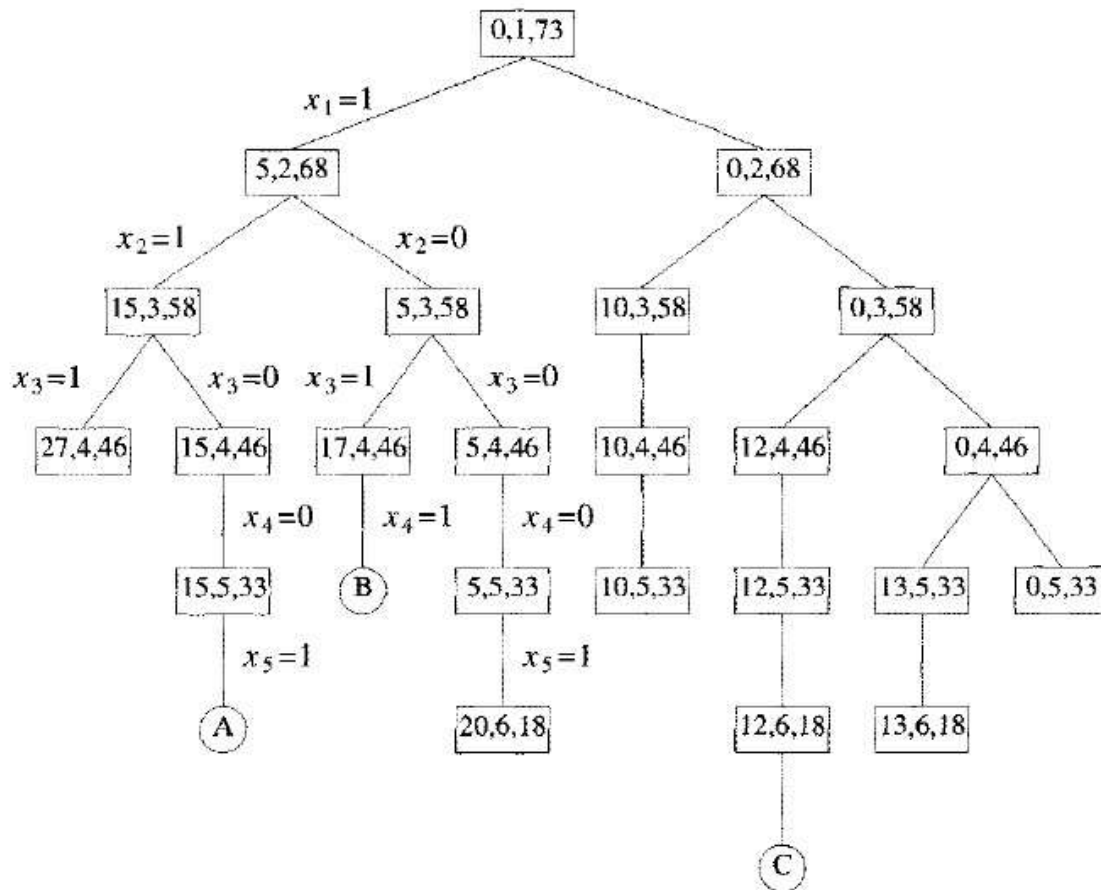 0,1,73
x₁=1
5,2,68 0,2,68
x₂=1 x₂=0
15,3,58 5,3,58 10,3,58 0,3,58
x₃=1 x₃=0 x₃=1 x₃=0
27,4,46 15,4,46 17,4,46 5,4,46 10,4,46 12,4,46 0,4,46
x₄=0 x₄=1 x₄=0
15,5,33 B 5,5,33 10,5,33 12,5,33 13,5,33 0,5,33
x₅=1 x₅=1
A 20,6,18 12,6,18 13,6,18
C